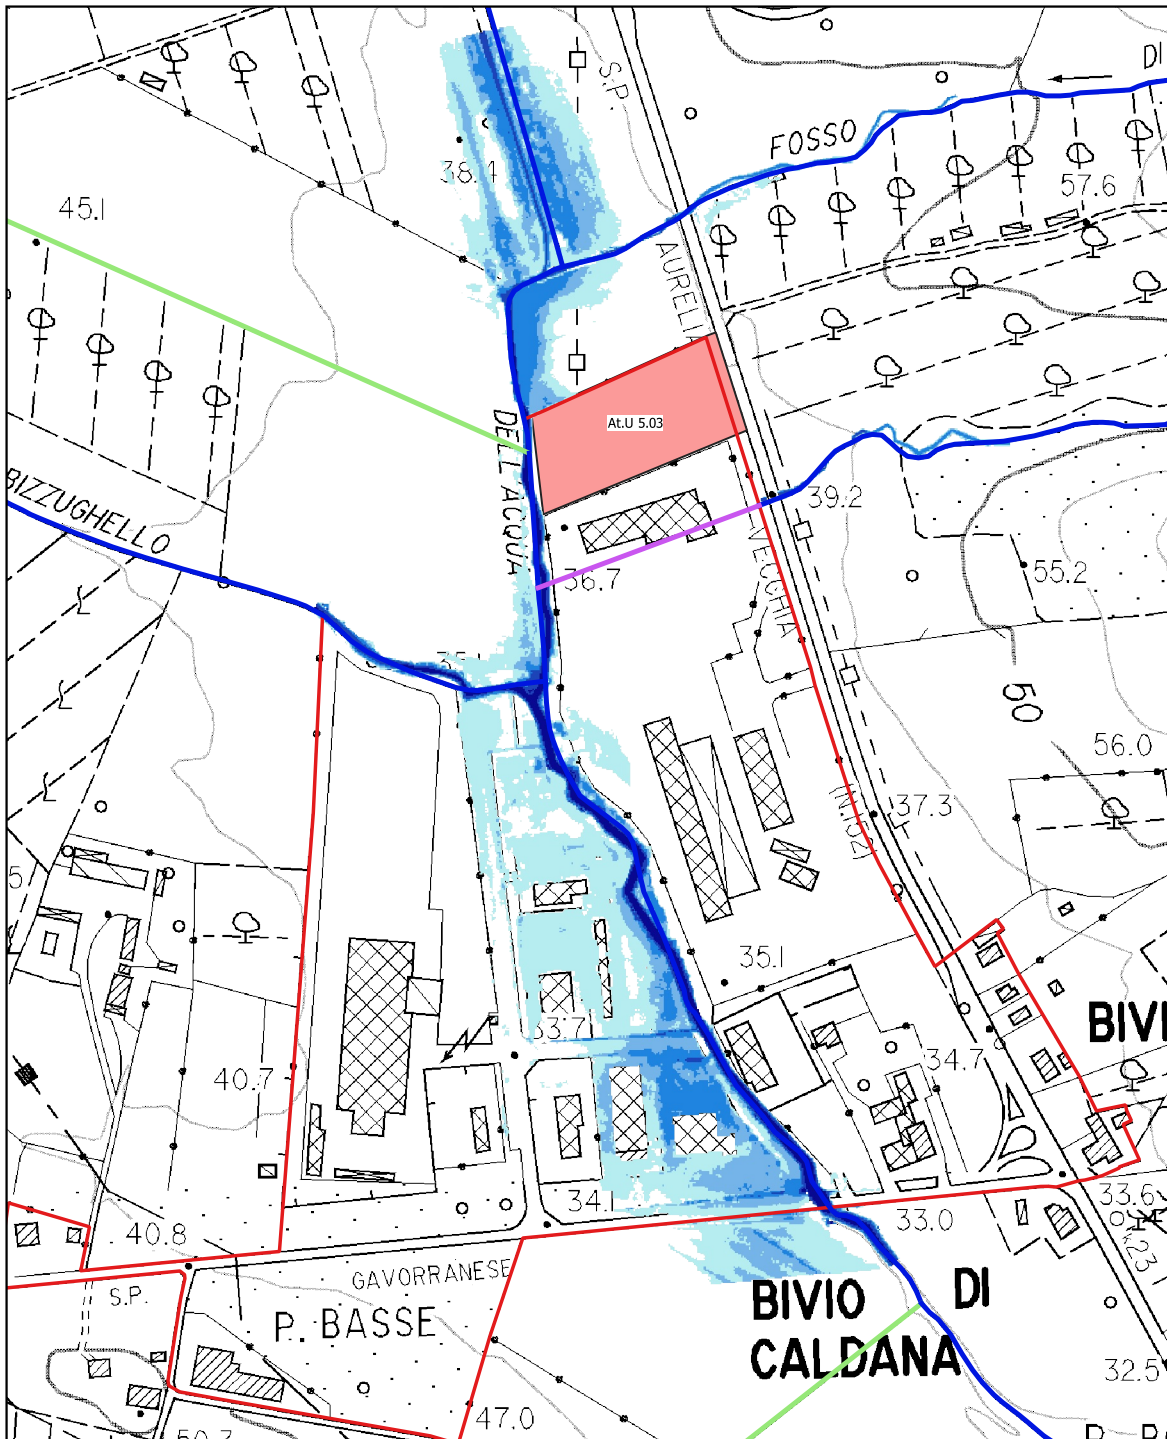 DI
S.P.
FOSSO
38.4
57.6
45.1
AURELIA
At.U 5.03
DELL'ACQUA
BIZZUGHELLO
39.2
36.7
VECCHIA
55.2
50
56.0
(N.152)
37.3
35.1
BIVI
33.7
34.7
40.7
34.1
33.6
33.0
40.8
GAVORRANESE
S.P.
BIVIO DI
CALDANA
P. BASSE
32.5
47.0